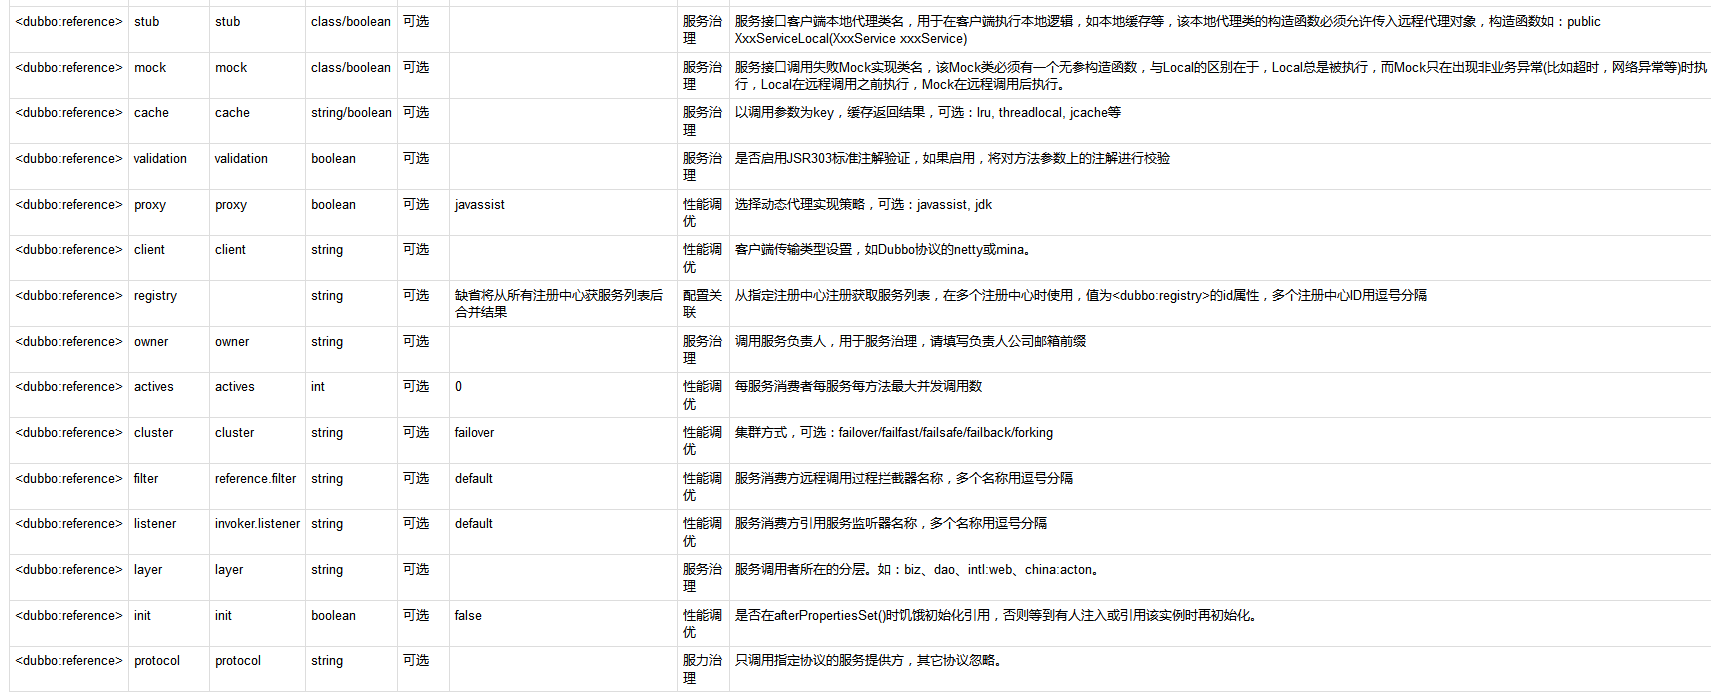 <dubbo:reference> stub stub class/boolean 可选 服务治理 服务接口客户端本地代理类名，用于在客户端执行本地逻辑，如本地缓存等，该本地代理类的构造函数必须允许传入远程代理对象，构造函数如：public
XxxServiceLocal(XxxService xxxService)
<dubbo:reference> mock mock class/boolean 可选 服务治理 服务接口调用失败Mock实现类名，该Mock类必须有一个无参构造函数，与Local的区别在于，Local总是被执行，而Mock只在出现非业务异常(比如超时，网络异常等)时执
行，Local在远程调用之前执行，Mock在远程调用后执行。
<dubbo:reference> cache cache string/boolean 可选 服务治理 以调用参数为key，缓存返回结果，可选：lru, threadlocal, jcache等
<dubbo:reference> validation validation boolean 可选 服务治理 是否启用JSR303标准注解验证，如果启用，将对方法参数上的注解进行校验
<dubbo:reference> proxy proxy boolean 可选 javassist 性能调优 选择动态代理实现策略，可选：javassist, jdk
<dubbo:reference> client client string 可选 性能调优 客户端传输类型设置，如Dubbo协议的netty或mina。
<dubbo:reference> registry string 可选 缺省将从所有注册中心获服务列表后合并结果 配置关联 从指定注册中心注册获取服务列表，在多个注册中心时使用，值为<dubbo:registry>的id属性，多个注册中心ID用逗号分隔
<dubbo:reference> owner owner string 可选 服务治理 调用服务负责人，用于服务治理，请填写负责人公司邮箱前缀
<dubbo:reference> actives actives int 可选 0 性能调优 每服务消费者每服务每方法最大并发调用数
<dubbo:reference> cluster cluster string 可选 failover 性能调优 集群方式，可选：failover/failfast/failsafe/failback/forking
<dubbo:reference> filter reference.filter string 可选 default 性能调优 服务消费方远程调用过程拦截器名称，多个名称用逗号分隔
<dubbo:reference> listener invoker.listener string 可选 default 性能调优 服务消费方引用服务监听器名称，多个名称用逗号分隔
<dubbo:reference> layer layer string 可选 服务治理 服务调用者所在的分层。如：biz、dao、intl:web、china:acton。
<dubbo:reference> init init boolean 可选 false 性能调优 是否在afterPropertiesSet()时饥饿初始化引用，否则等到有人注入或引用该实例时再初始化。
<dubbo:reference> protocol protocol string 可选 服力治理 只调用指定协议的服务提供方，其它协议忽略。